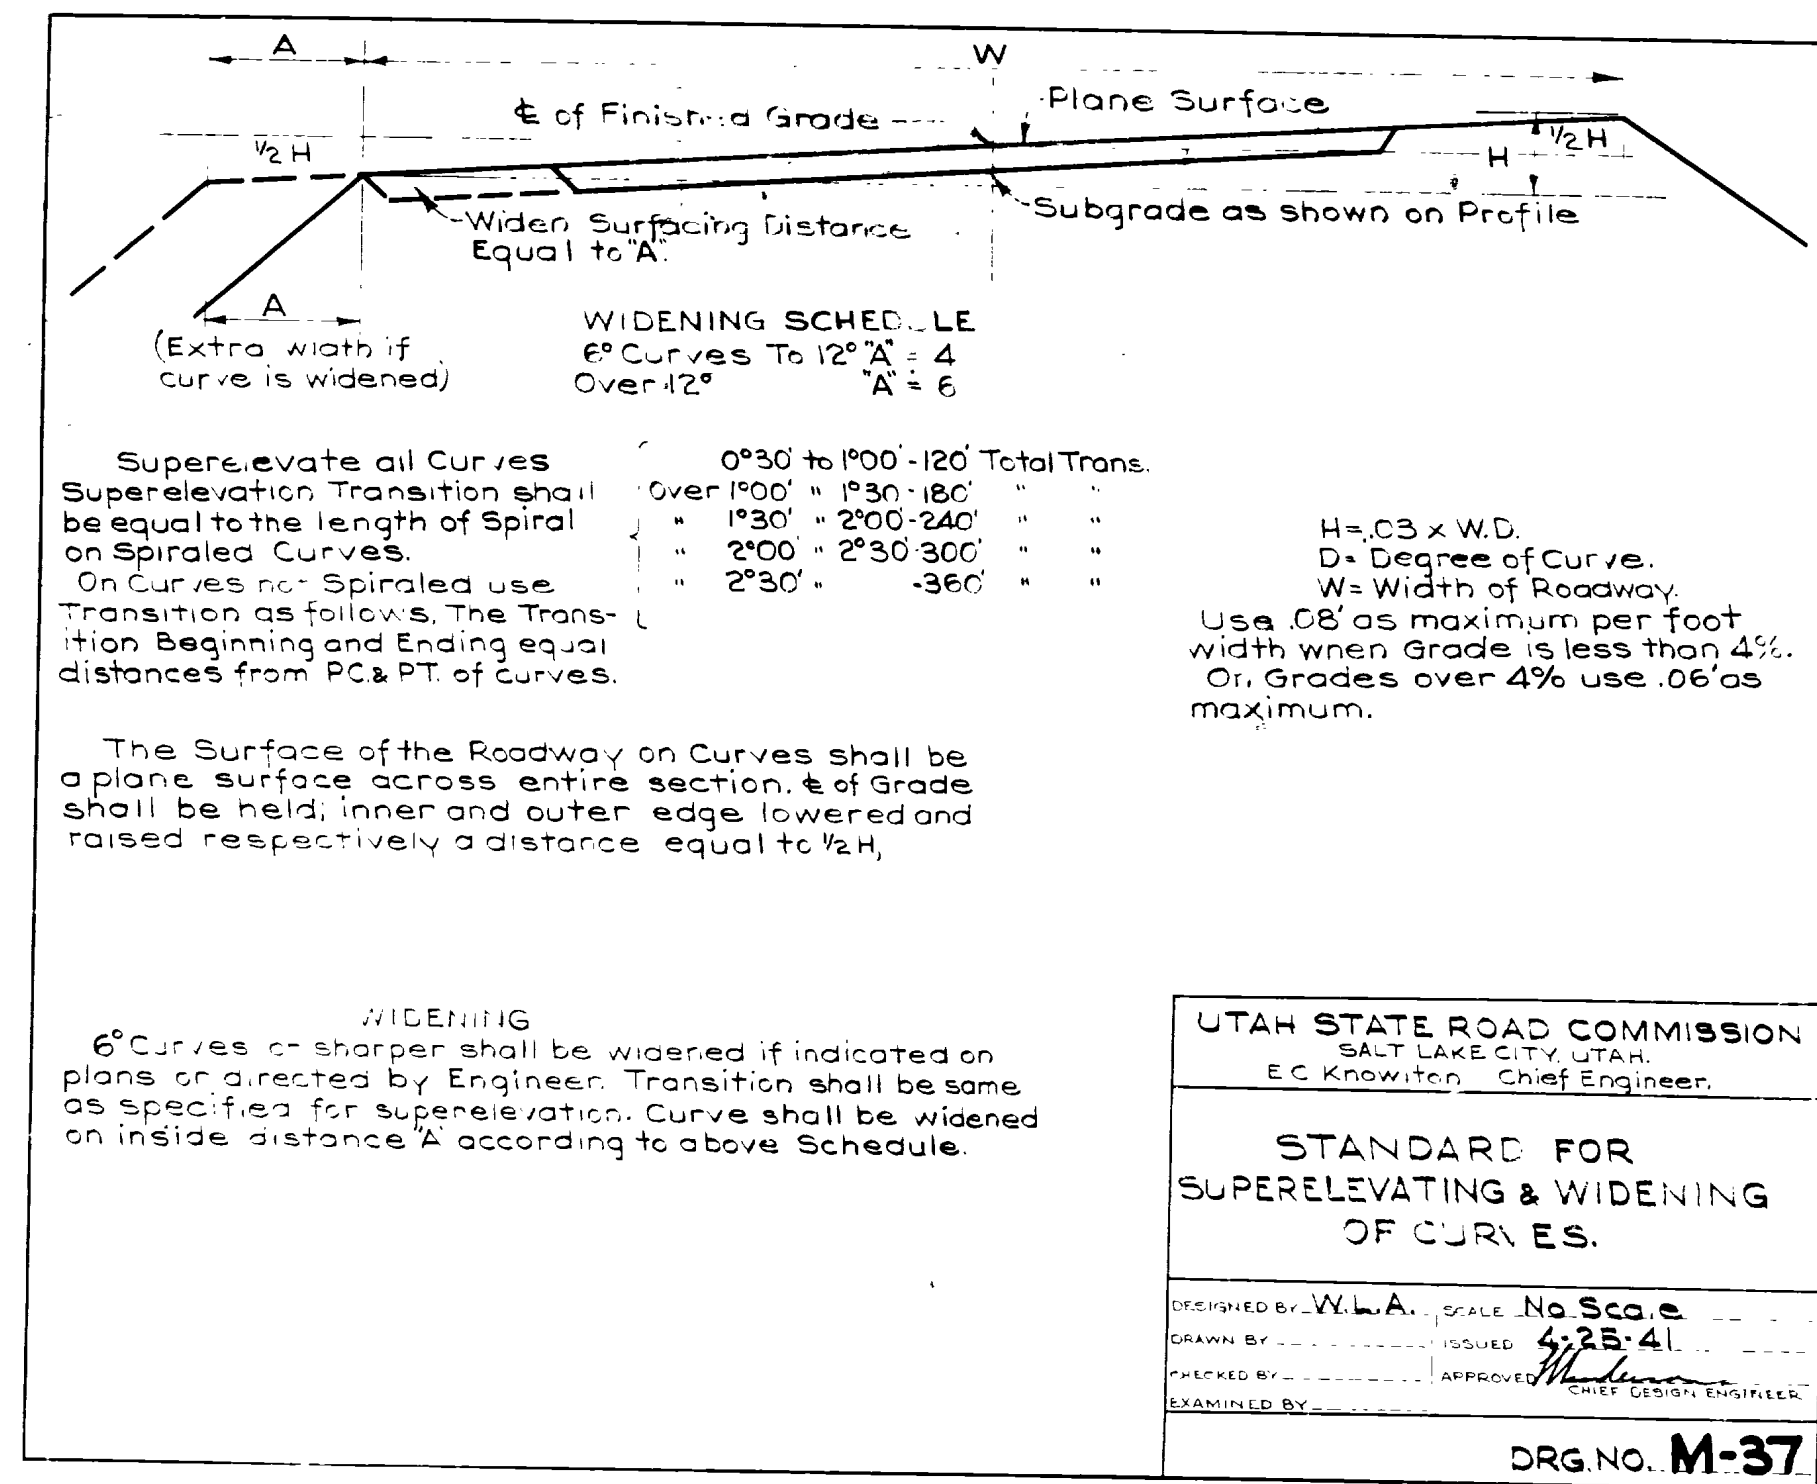 A
W
℄ of Finished Grade
Plane Surface
½ H
½ H
H
Widen Surfacing Distance
Equal to "A".
Subgrade as shown on Profile
A
(Extra width if
curve is widened)
WIDENING SCHEDULE
6° Curves To 12° "A" = 4
Over 12° "A" = 6
Superelevate all Curves
Superelevation Transition shall
be equal to the length of Spiral
on Spiraled Curves.
On Curves not Spiraled use
Transition as follows, The Trans-
ition Beginning and Ending equal
distances from P.C. & P.T. of curves.
0°30' to 1°00' - 120' Total Trans.
Over 1°00' " 1°30 - 180' " "
" 1°30' " 2°00 - 240' " "
" 2°00 " 2°30 - 300' " "
" 2°30' " - 360' " "
H = .03 x W.D.
D = Degree of Curve.
W = Width of Roadway.
Use .08' as maximum per foot
width when Grade is less than 4%.
On Grades over 4% use .06' as
maximum.
The Surface of the Roadway on Curves shall be
a plane surface across entire section. ℄ of Grade
shall be held; inner and outer edge lowered and
raised respectively a distance equal to ½ H,
WIDENING
6° Curves or sharper shall be widened if indicated on
plans or directed by Engineer. Transition shall be same
as specified for superelevation. Curve shall be widened
on inside distance "A" according to above Schedule.
UTAH STATE ROAD COMMISSION
SALT LAKE CITY, UTAH.
E C Knowlton Chief Engineer.
STANDARD FOR
SUPERELEVATING & WIDENING
OF CURVES.
DESIGNED BY W.L.A. SCALE No Scale
DRAWN BY ISSUED 4-25-41
CHECKED BY APPROVED
CHIEF DESIGN ENGINEER
EXAMINED BY
DRG. NO. M-37